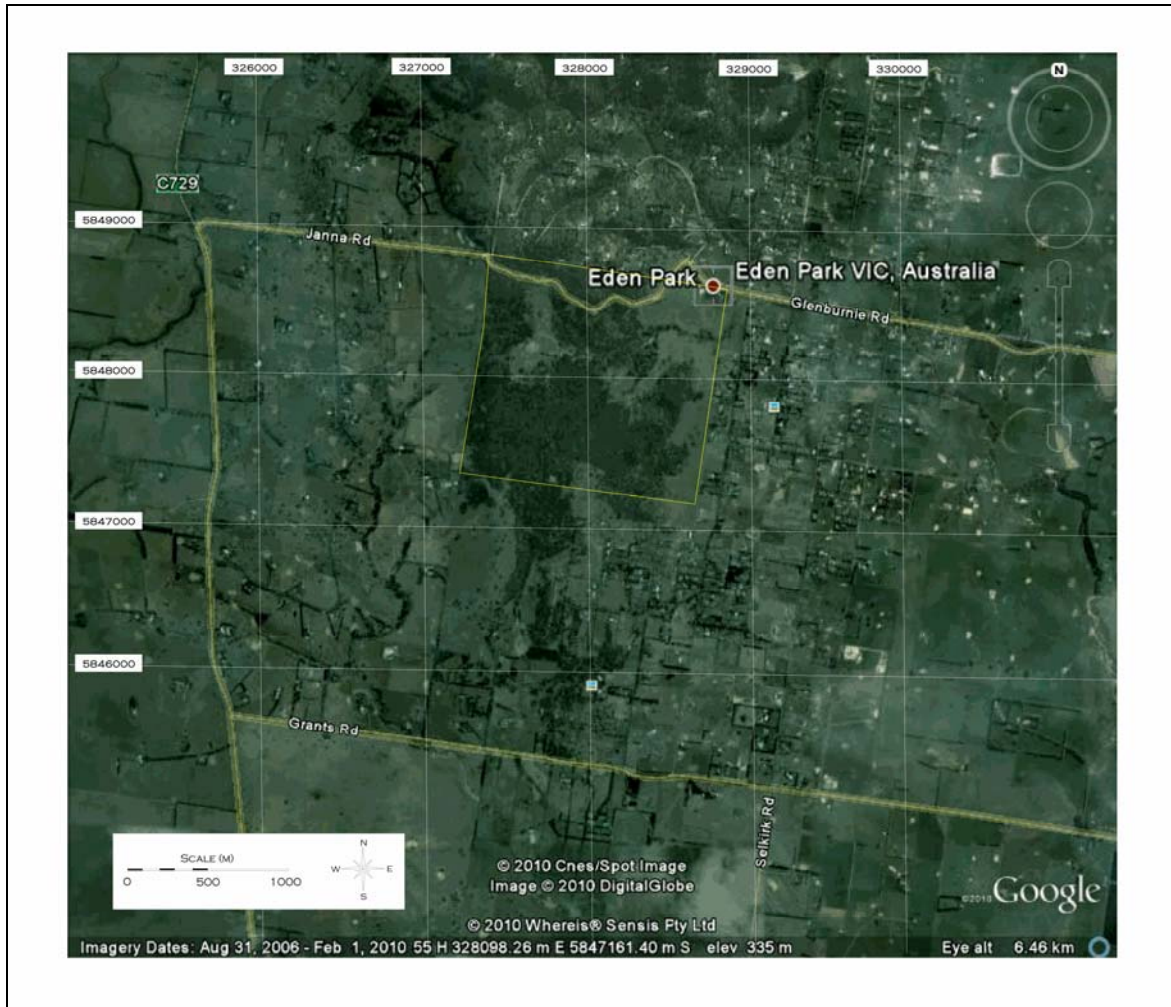 326000 327000 328000 329000 330000
N
C729
5849000
Janna Rd
Eden Park
Eden Park VIC, Australia
Glenburnie Rd
5848000
5847000
5846000
Grants Rd
Selkirk Rd
SCALE (M)
0 500 1000
N
W E
S
© 2010 Cnes/Spot Image
Image © 2010 DigitalGlobe
© 2010 Whereis® Sensis Pty Ltd
©2010 Google
Imagery Dates: Aug 31, 2006 - Feb 1, 2010 55 H 328098.26 m E 5847161.40 m S elev 335 m Eye alt 6.46 km